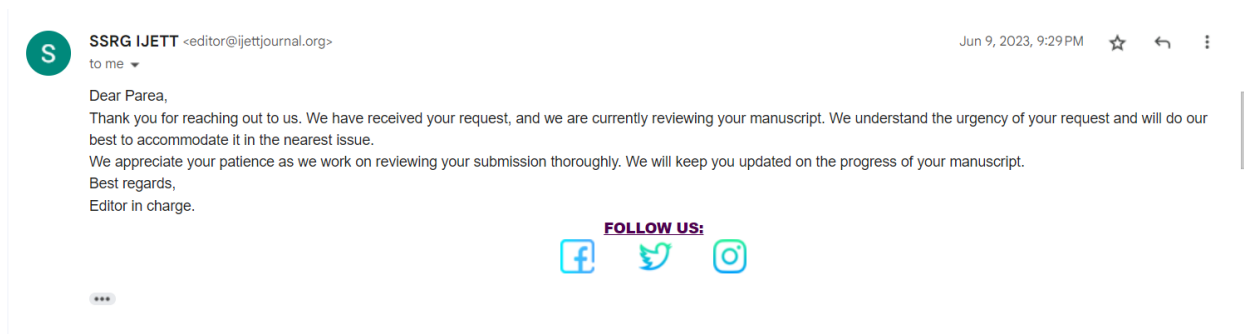 S
SSRG IJETT <editor@ijettjournal.org>
Jun 9, 2023, 9:29 PM
to me
Dear Parea,
Thank you for reaching out to us. We have received your request, and we are currently reviewing your manuscript. We understand the urgency of your request and will do our
best to accommodate it in the nearest issue.
We appreciate your patience as we work on reviewing your submission thoroughly. We will keep you updated on the progress of your manuscript.
Best regards,
Editor in charge.
FOLLOW US: